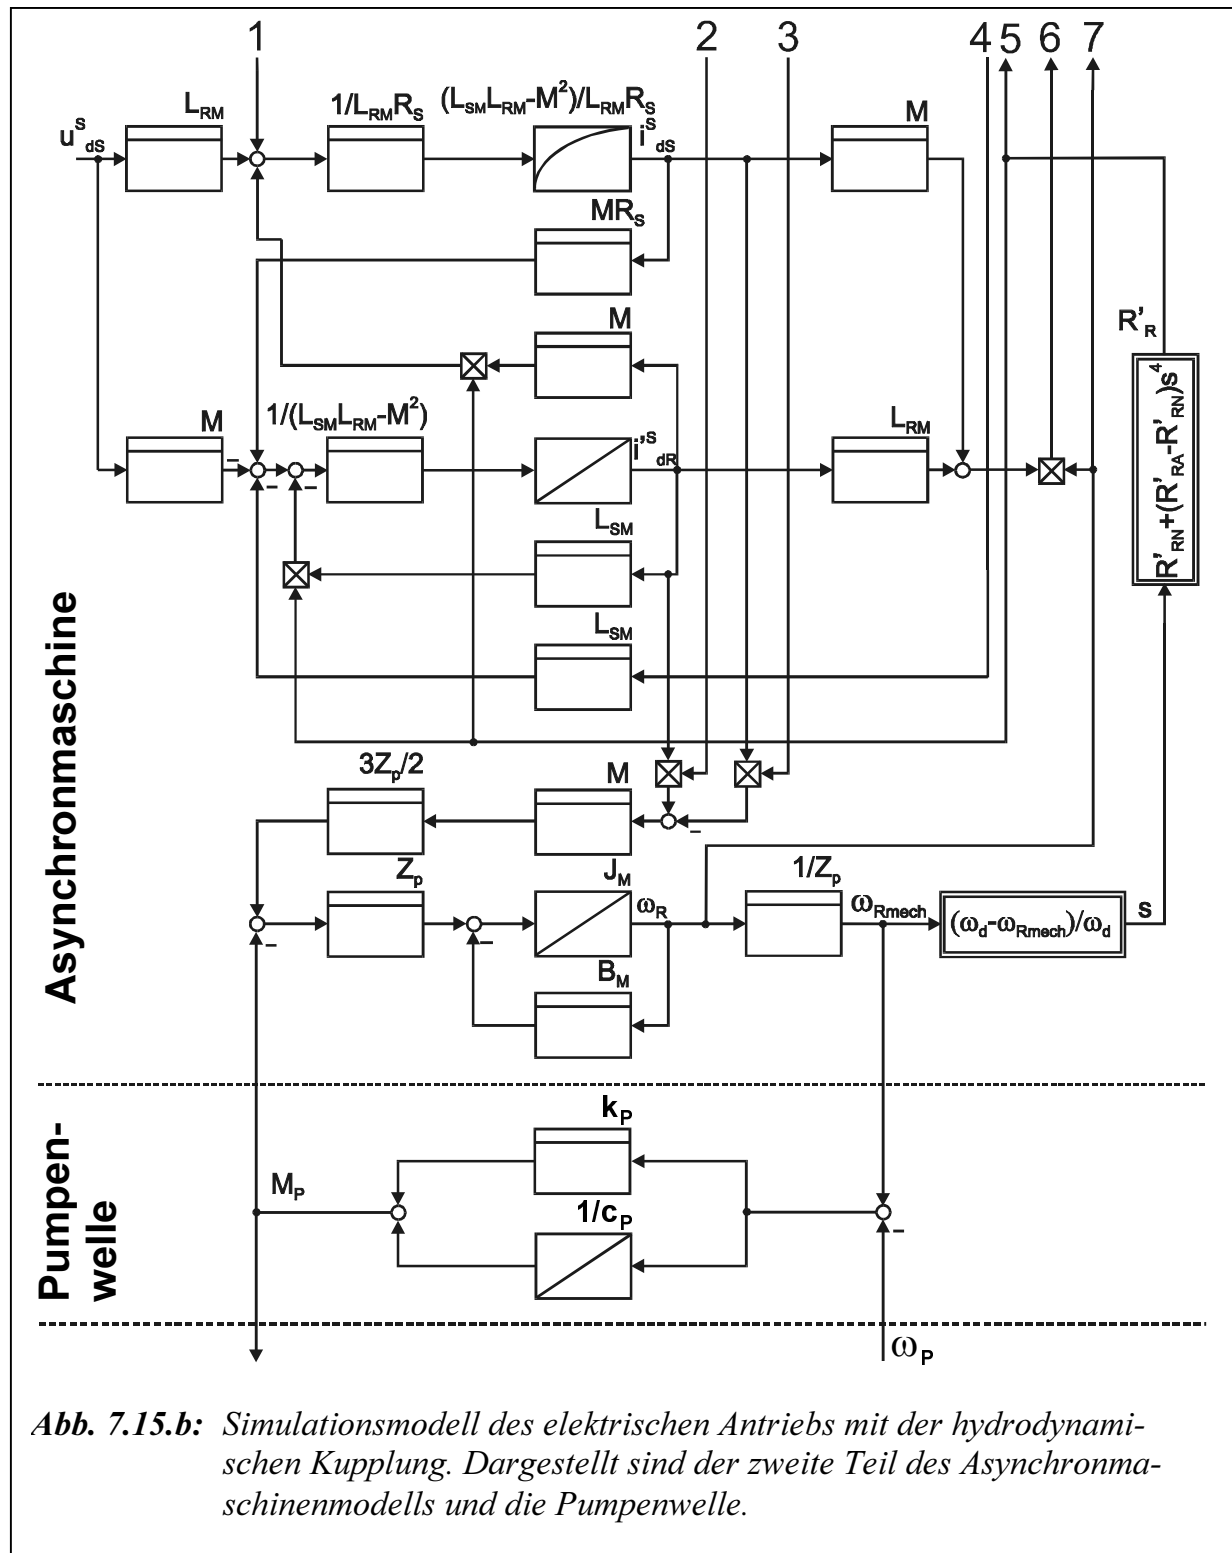 1 2 3 4 5 6 7
L_RM 1/L_RM R_S (L_SM L_RM-M²)/L_RM R_S M
u^S_dS i^S_dS
MR_S
M R'_R
M 1/(L_SM L_RM-M²) L_RM
i'^S_dR
R'_RN+(R'_RA-R'_RN)s⁴
L_SM
L_SM
Asynchronmaschine
3Z_p/2 M
Z_p J_M 1/Z_p
ω_R ω_Rmech (ω_d-ω_Rmech)/ω_d s
B_M
Pumpen-
welle
k_P
M_P
1/c_P
ω_P
Abb. 7.15.b: Simulationsmodell des elektrischen Antriebs mit der hydrodynami-
schen Kupplung. Dargestellt sind der zweite Teil des Asynchronma-
schinenmodells und die Pumpenwelle.